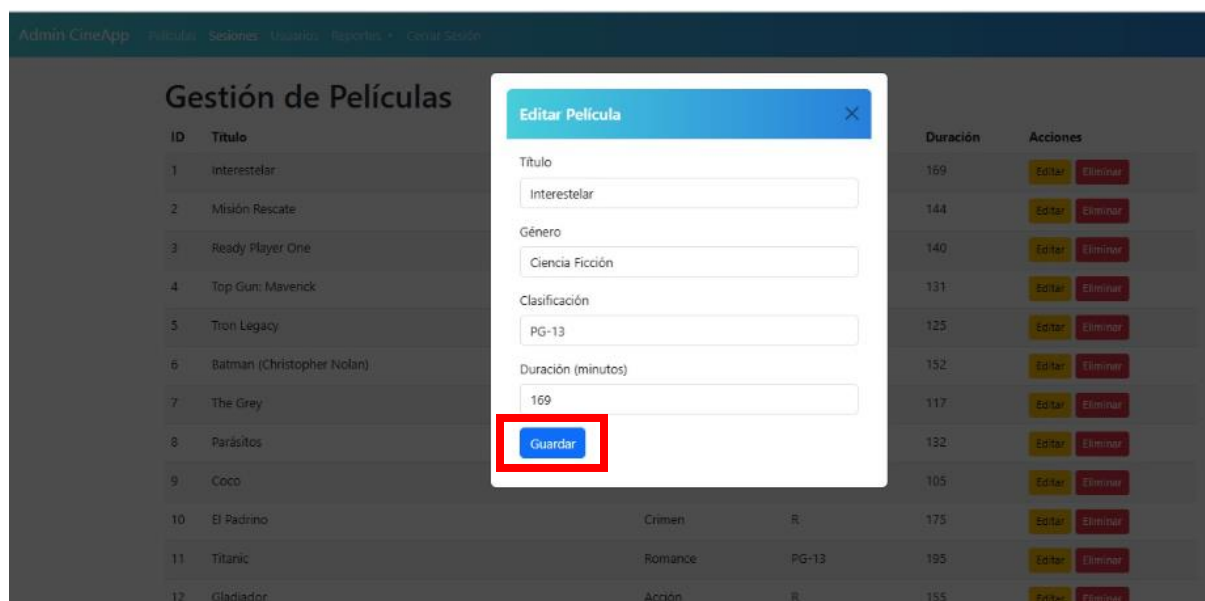 Admin CineApp Películas Sesiones Usuarios Reportes Cerrar Sesión
Gestión de Películas
ID Título Duración Acciones
1 Interestelar 169 Editar Eliminar
2 Misión Rescate 144 Editar Eliminar
3 Ready Player One 140 Editar Eliminar
4 Top Gun: Maverick 131 Editar Eliminar
5 Tron Legacy 125 Editar Eliminar
6 Batman (Christopher Nolan) 152 Editar Eliminar
7 The Grey 117 Editar Eliminar
8 Parásitos 132 Editar Eliminar
9 Coco 105 Editar Eliminar
10 El Padrino Crimen R 175 Editar Eliminar
11 Titanic Romance PG-13 195 Editar Eliminar
12 Gladiador Acción R 155 Editar Eliminar
Editar Película
Título
Interestelar
Género
Ciencia Ficción
Clasificación
PG-13
Duración (minutos)
169
Guardar